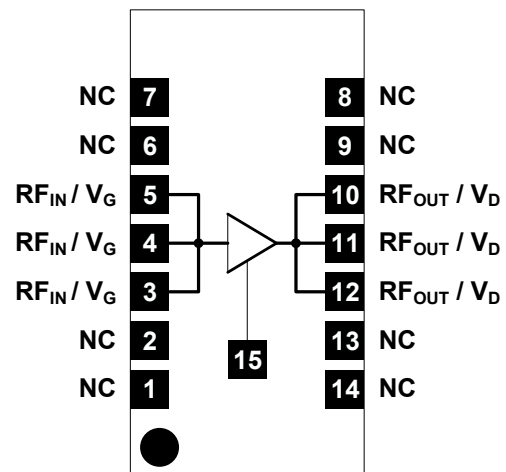 NC 7 8 NC
NC 6 9 NC
RFIN / VG 5 10 RFOUT / VD
RFIN / VG 4 11 RFOUT / VD
RFIN / VG 3 12 RFOUT / VD
NC 2 13 NC
15
NC 1 14 NC